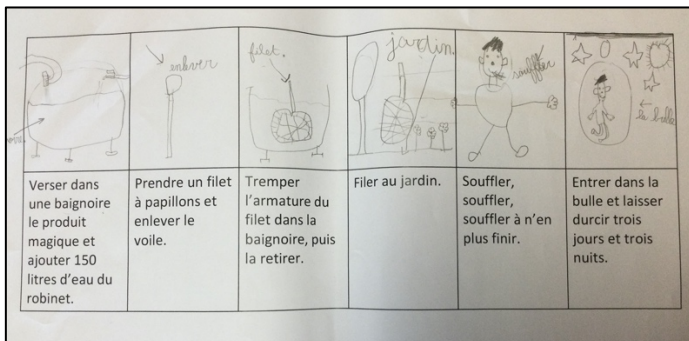 enlever
filet.
jardin.
souffler
← la bulle
Verser dans
une baignoire
le produit
magique et
ajouter 150
litres d’eau du
robinet.
Prendre un filet
à papillons et
enlever le
voile.
Tremper
l’armature du
filet dans la
baignoire, puis
la retirer.
Filer au jardin.
Souffler,
souffler,
souffler à n’en
plus finir.
Entrer dans la
bulle et laisser
durcir trois
jours et trois
nuits.